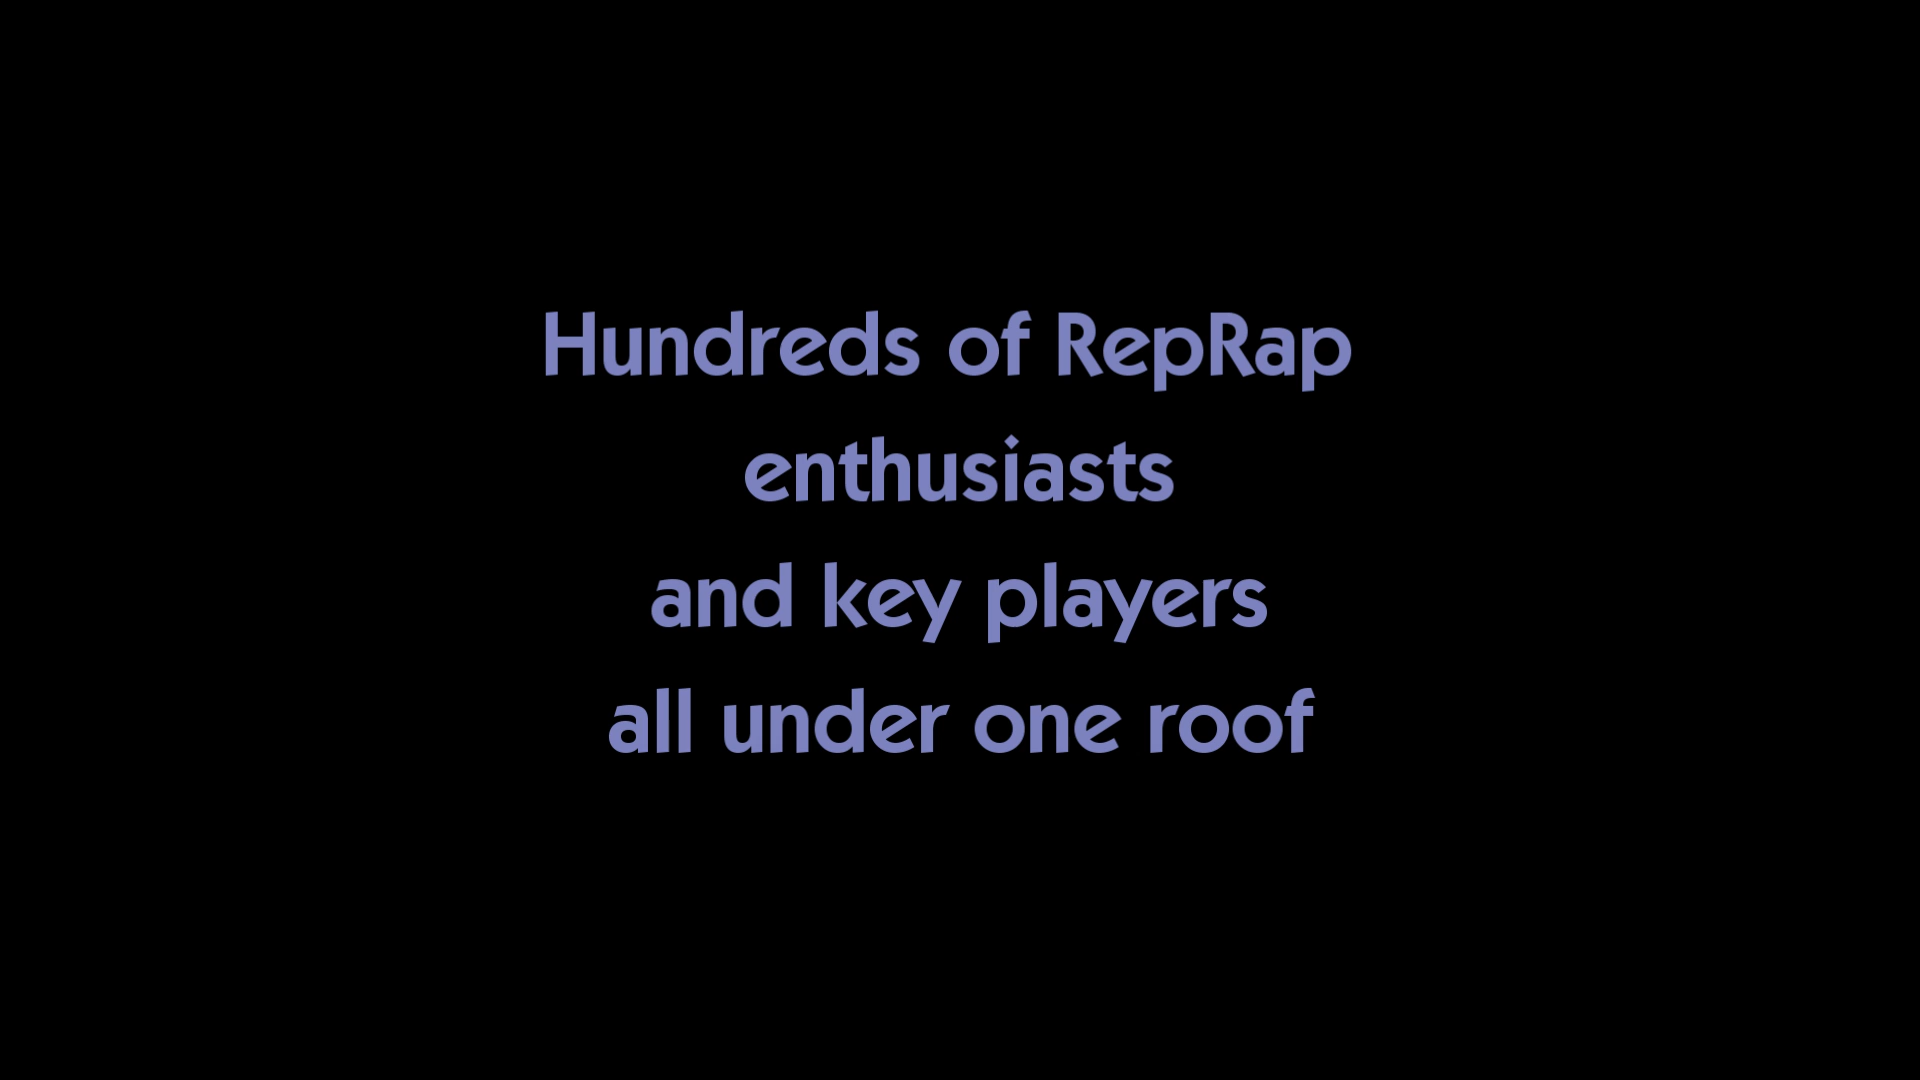 Hundreds of RepRap
enthusiasts
and key players
all under one roof